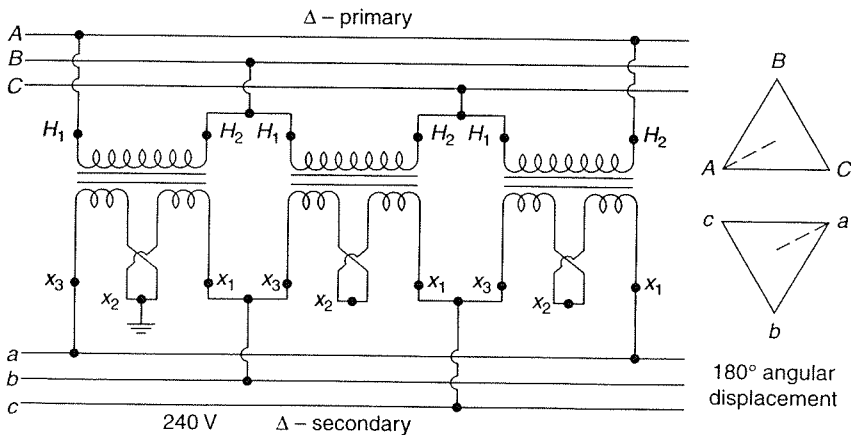 Δ – primary
A
B
C
B
H₁ H₂ H₁ H₂ H₁ H₂
A C
c a
x₃ x₁ x₃ x₁ x₃ x₁
x₂ x₂ x₂
b
a
b
c
180° angular
displacement
240 V Δ – secondary